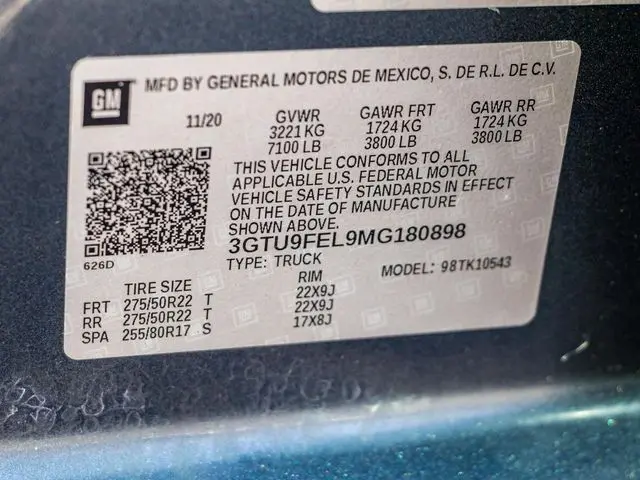 GM
MFD BY GENERAL MOTORS DE MEXICO, S. DE R.L. DE C.V.
11/20 GVWR GAWR FRT GAWR RR
3221 KG 1724 KG 1724 KG
7100 LB 3800 LB 3800 LB
THIS VEHICLE CONFORMS TO ALL
APPLICABLE U.S. FEDERAL MOTOR
VEHICLE SAFETY STANDARDS IN EFFECT
ON THE DATE OF MANUFACTURE
SHOWN ABOVE.
3GTU9FEL9MG180898
626D
TYPE: TRUCK MODEL: 98TK10543
TIRE SIZE RIM
FRT 275/50R22 T 22X9J
RR 275/50R22 T 22X9J
SPA 255/80R17 S 17X8J